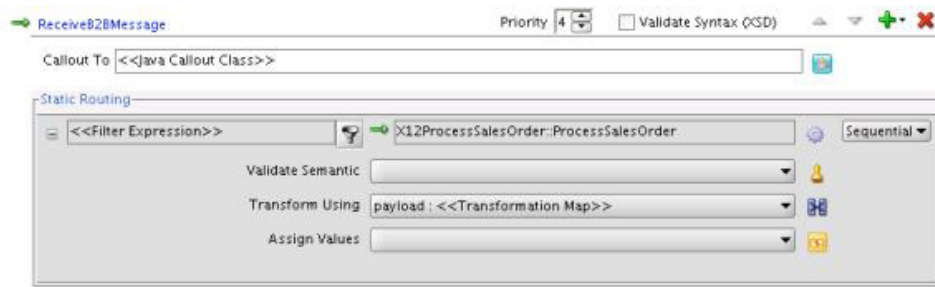 ReceiveB2BMessage Priority 4 Validate Syntax (XSD)
Callout To <<Java Callout Class>>
Static Routing
<<Filter Expression>> X12ProcessSalesOrder::ProcessSalesOrder Sequential
Validate Semantic
Transform Using payload : <<Transformation Map>>
Assign Values